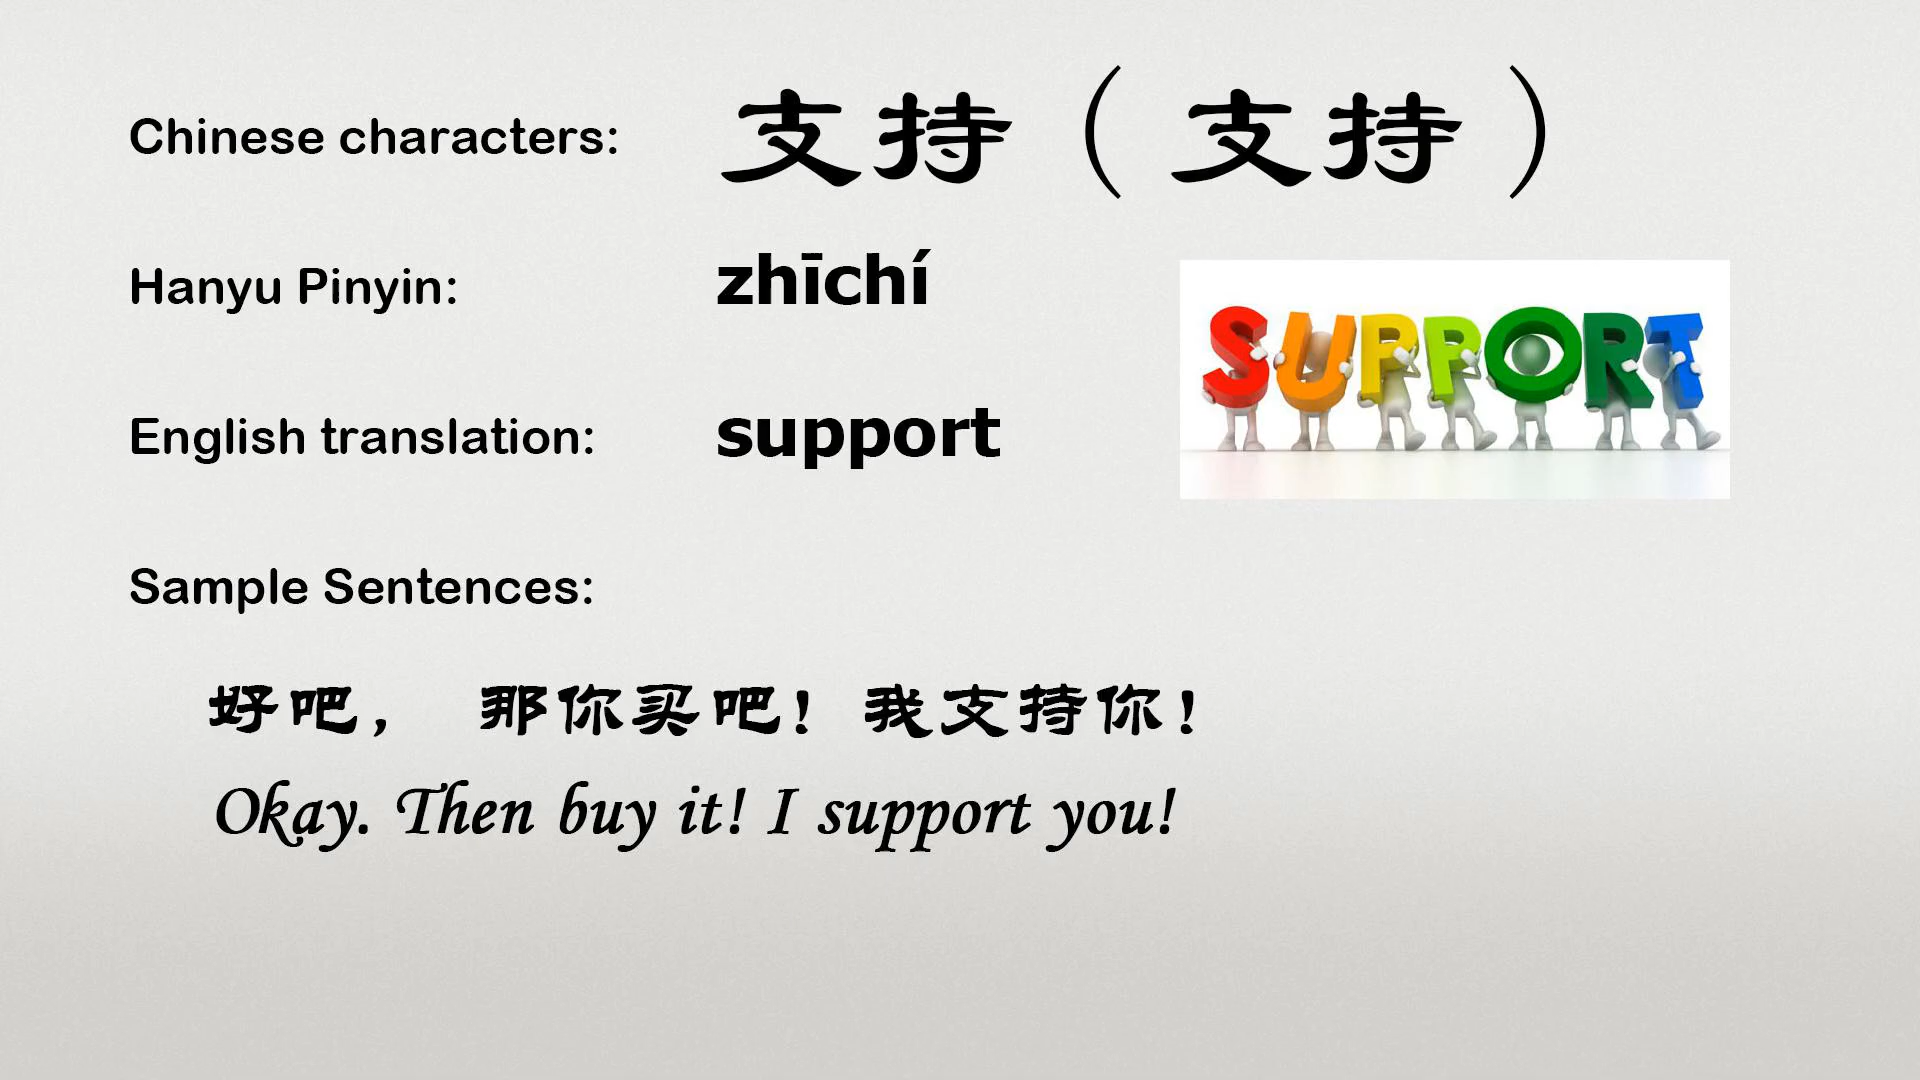 Chinese characters: 支持（支持）
Hanyu Pinyin: zhīchí
English translation: support
SUPPORT
Sample Sentences:
好吧， 那你买吧！我支持你！
Okay. Then buy it! I support you!